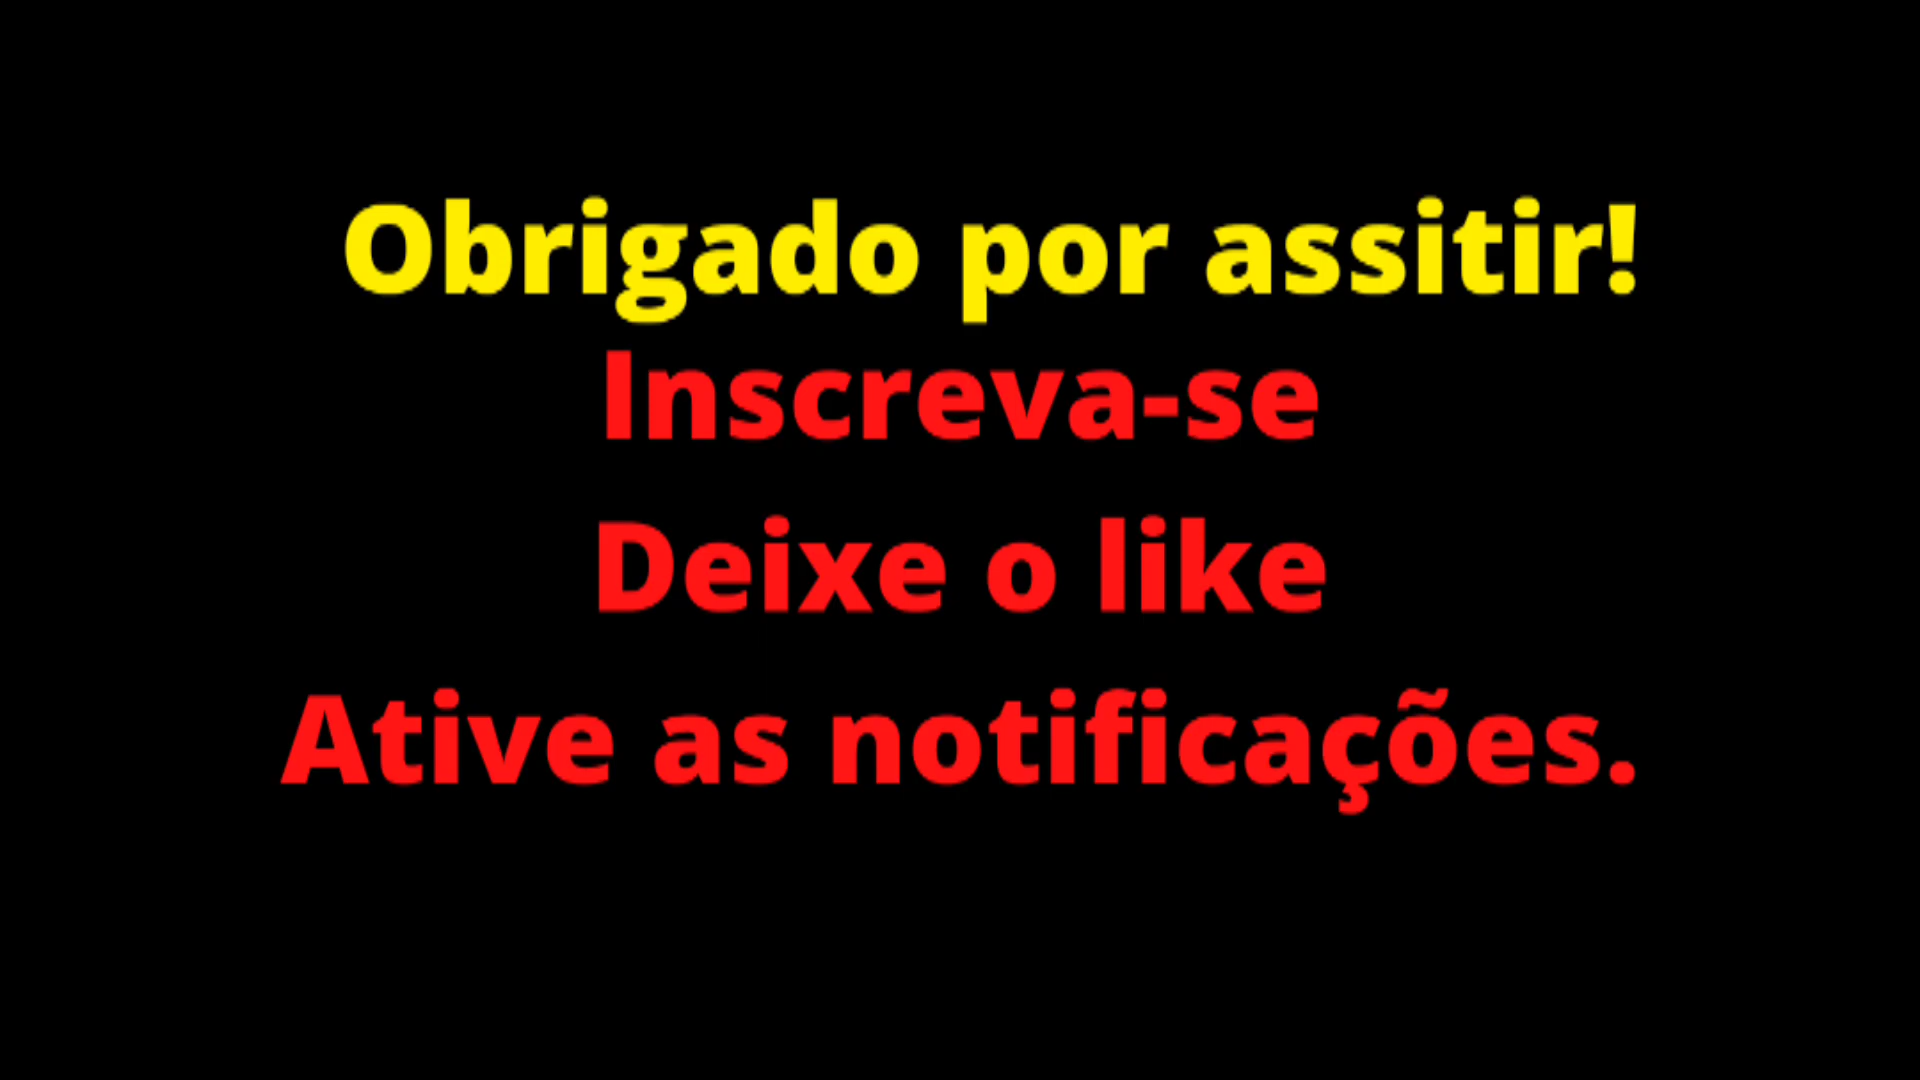 Obrigado por assitir!
Inscreva-se
Deixe o like
Ative as notificações.